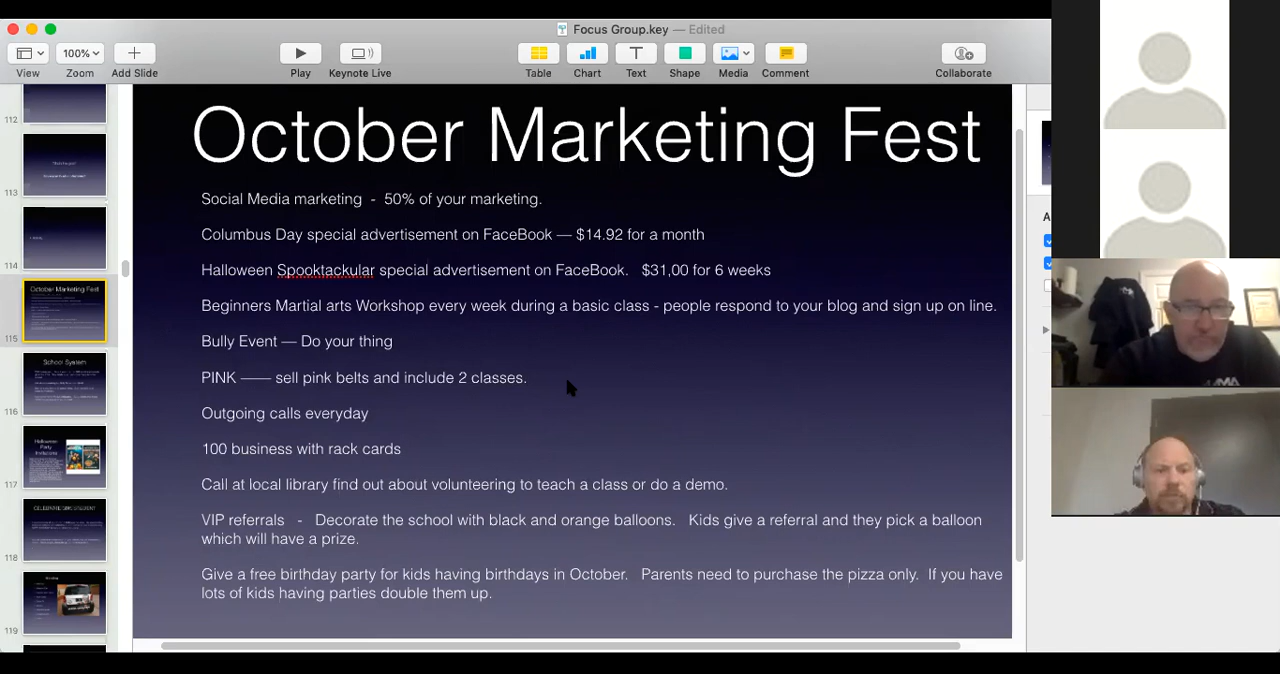 Focus Group.key — Edited
100%
View
Zoom
Add Slide
Play
Keynote Live
Table
Chart
Text
Shape
Media
Comment
Collaborate
112
113
114
115
116
117
118
119
October Marketing Fest
School System
Halloween
Party
Invitations
October Marketing Fest
Social Media marketing - 50% of your marketing.
Columbus Day special advertisement on FaceBook — $14.92 for a month
Halloween Spooktackular special advertisement on FaceBook. $31,00 for 6 weeks
Beginners Martial arts Workshop every week during a basic class - people respond to your blog and sign up on line.
Bully Event — Do your thing
PINK —— sell pink belts and include 2 classes.
Outgoing calls everyday
100 business with rack cards
Call at local library find out about volunteering to teach a class or do a demo.
VIP referrals - Decorate the school with black and orange balloons. Kids give a referral and they pick a balloon
which will have a prize.
Give a free birthday party for kids having birthdays in October. Parents need to purchase the pizza only. If you have
lots of kids having parties double them up.